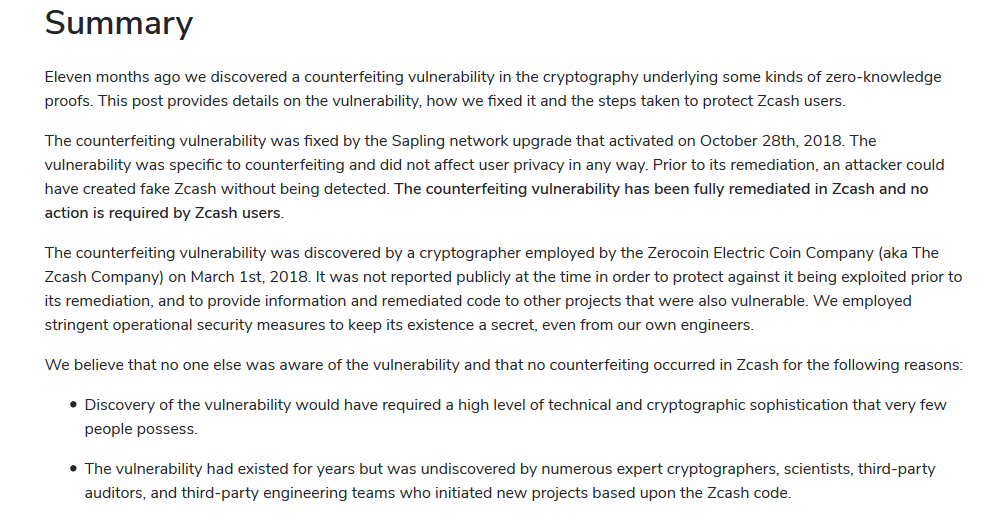 Summary
Eleven months ago we discovered a counterfeiting vulnerability in the cryptography underlying some kinds of zero-knowledge
proofs. This post provides details on the vulnerability, how we fixed it and the steps taken to protect Zcash users.
The counterfeiting vulnerability was fixed by the Sapling network upgrade that activated on October 28th, 2018. The
vulnerability was specific to counterfeiting and did not affect user privacy in any way. Prior to its remediation, an attacker could
have created fake Zcash without being detected. The counterfeiting vulnerability has been fully remediated in Zcash and no
action is required by Zcash users.
The counterfeiting vulnerability was discovered by a cryptographer employed by the Zerocoin Electric Coin Company (aka The
Zcash Company) on March 1st, 2018. It was not reported publicly at the time in order to protect against it being exploited prior to
its remediation, and to provide information and remediated code to other projects that were also vulnerable. We employed
stringent operational security measures to keep its existence a secret, even from our own engineers.
We believe that no one else was aware of the vulnerability and that no counterfeiting occurred in Zcash for the following reasons:
• Discovery of the vulnerability would have required a high level of technical and cryptographic sophistication that very few
people possess.
• The vulnerability had existed for years but was undiscovered by numerous expert cryptographers, scientists, third-party
auditors, and third-party engineering teams who initiated new projects based upon the Zcash code.